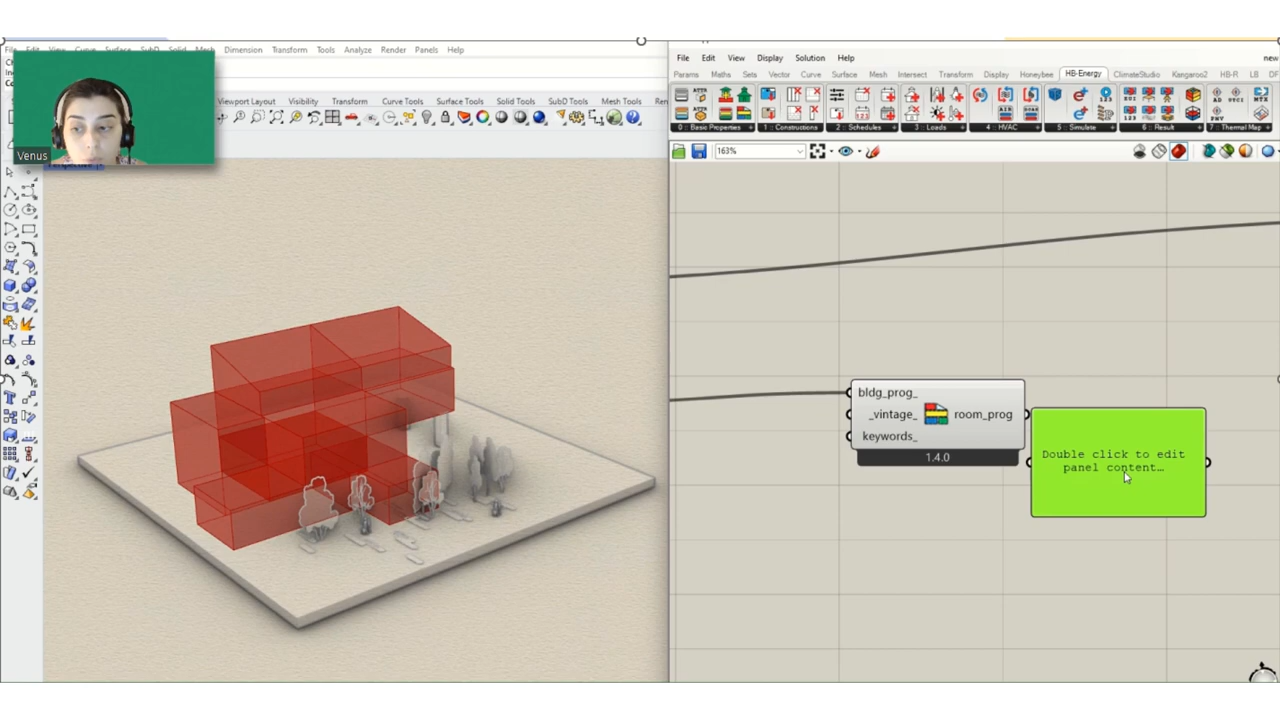 File Edit View Curve Surface SubD Solid Mesh Dimension Transform Tools Analyze Render Panels Help
Viewport Layout Visibility Transform Curve Tools Surface Tools Solid Tools SubD Tools Mesh Tools Ren
Venus
File Edit View Display Solution Help
new
Params Maths Sets Vector Curve Surface Mesh Intersect Transform Display Honeybee HB-Energy ClimateStudio Kangaroo2 HB-R LB DF
0 :: Basic Properties 1 :: Constructions 2 :: Schedules 3 :: Loads 4 :: HVAC 5 :: Simulate 6 :: Result 7 :: Thermal Map
163%
bldg_prog_
_vintage_ room_prog
keywords_
1.4.0
Double click to edit
panel content…